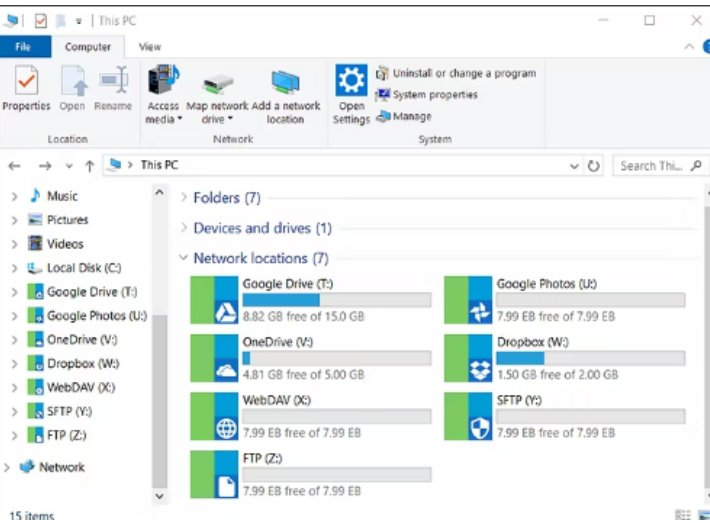 This PC
File Computer View
Properties Open Rename Access media Map network drive Add a network location Open Settings Uninstall or change a program
System properties
Manage
Location Network System
This PC Search Thi...
Music
Pictures
Videos
Local Disk (C:)
Google Drive (T:)
Google Photos (U:)
OneDrive (V:)
Dropbox (W:)
WebDAV (X:)
SFTP (Y:)
FTP (Z:)
Network
Folders (7)
Devices and drives (1)
Network locations (7)
Google Drive (T:)
8.82 GB free of 15.0 GB
Google Photos (U:)
7.99 EB free of 7.99 EB
OneDrive (V:)
4.81 GB free of 5.00 GB
Dropbox (W:)
1.50 GB free of 2.00 GB
WebDAV (X:)
7.99 EB free of 7.99 EB
SFTP (Y:)
7.99 EB free of 7.99 EB
FTP (Z:)
7.99 EB free of 7.99 EB
15 items